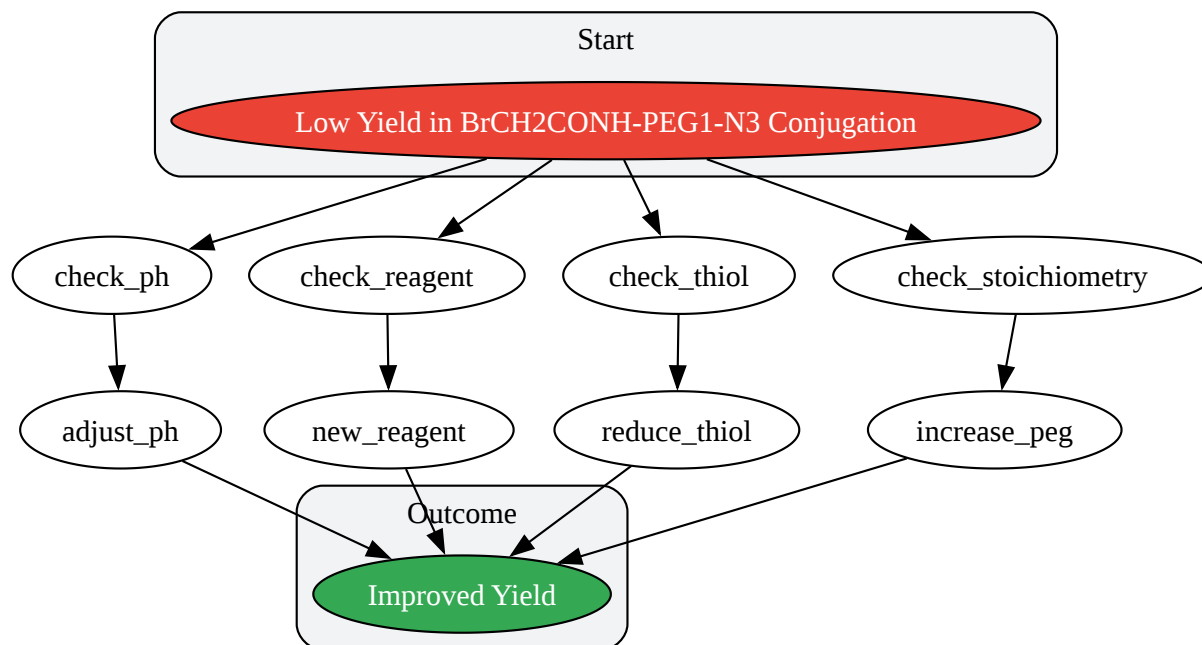 Start
Low Yield in BrCH2CONH-PEG1-N3 Conjugation
check_ph
check_reagent
check_thiol
check_stoichiometry
adjust_ph
new_reagent
reduce_thiol
increase_peg
Outcome
Improved Yield